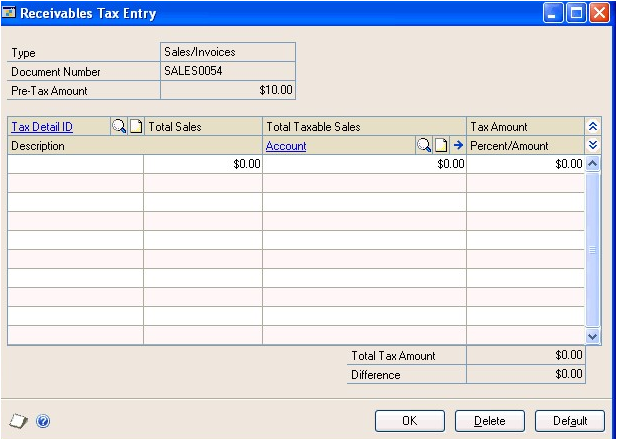 Receivables Tax Entry
Type Sales/Invoices
Document Number SALES0054
Pre-Tax Amount $10.00
Tax Detail ID Total Sales Total Taxable Sales Tax Amount
Description Account Percent/Amount
$0.00 $0.00 $0.00
Total Tax Amount $0.00
Difference $0.00
OK Delete Default